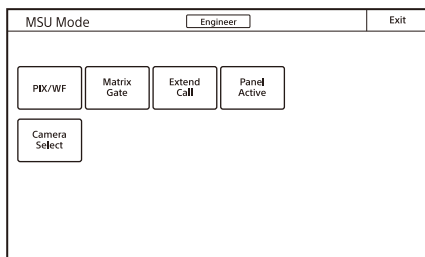 MSU Mode
Engineer
Exit
PIX/WF
Matrix
Gate
Extend
Call
Panel
Active
Camera
Select